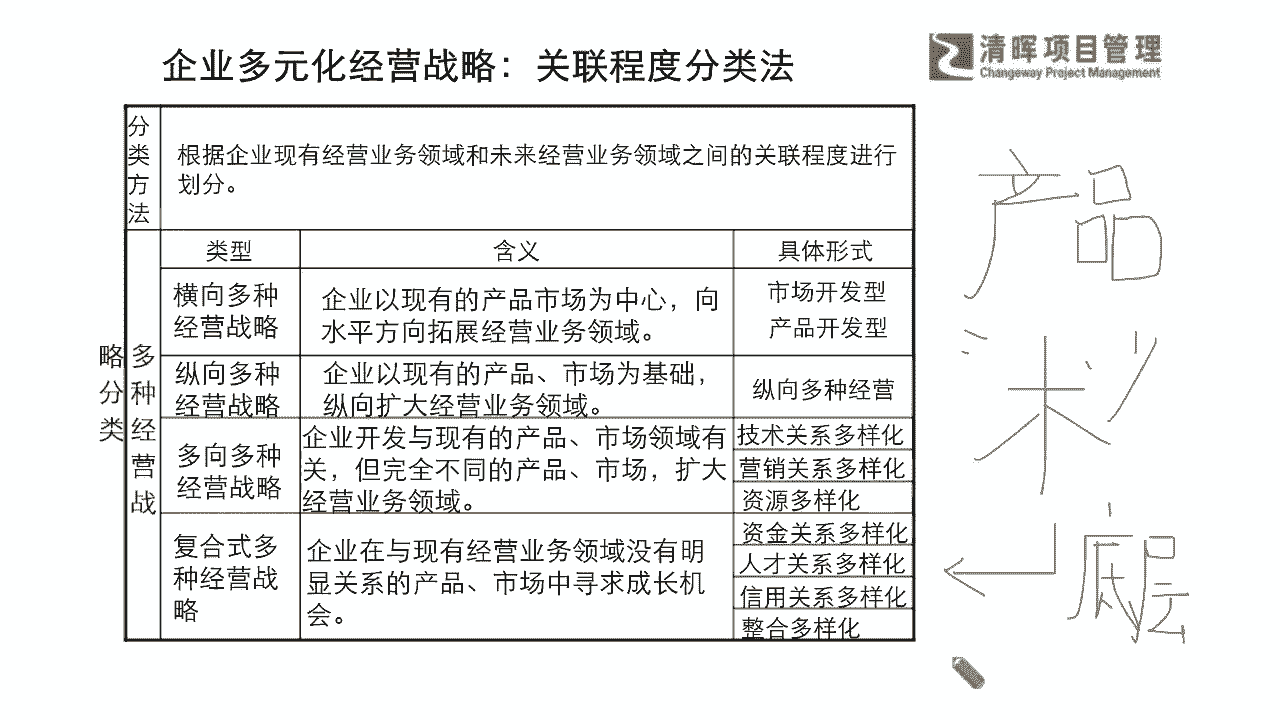 企业多元化经营战略：关联程度分类法
清晖项目管理
Changeway Project Management
分类方法
根据企业现有经营业务领域和未来经营业务领域之间的关联程度进行
划分。
多种经营战
略分类
类型
含义
具体形式
横向多种
经营战略
企业以现有的产品市场为中心，向
水平方向拓展经营业务领域。
市场开发型
产品开发型
纵向多种
经营战略
企业以现有的产品、市场为基础，
纵向扩大经营业务领域。
纵向多种经营
多向多种
经营战略
企业开发与现有的产品、市场领域有
关，但完全不同的产品、市场，扩大
经营业务领域。
技术关系多样化
营销关系多样化
资源多样化
复合式多
种经营战
略
企业在与现有经营业务领域没有明
显关系的产品、市场中寻求成长机
会。
资金关系多样化
人才关系多样化
信用关系多样化
整合多样化
产品
术
底层